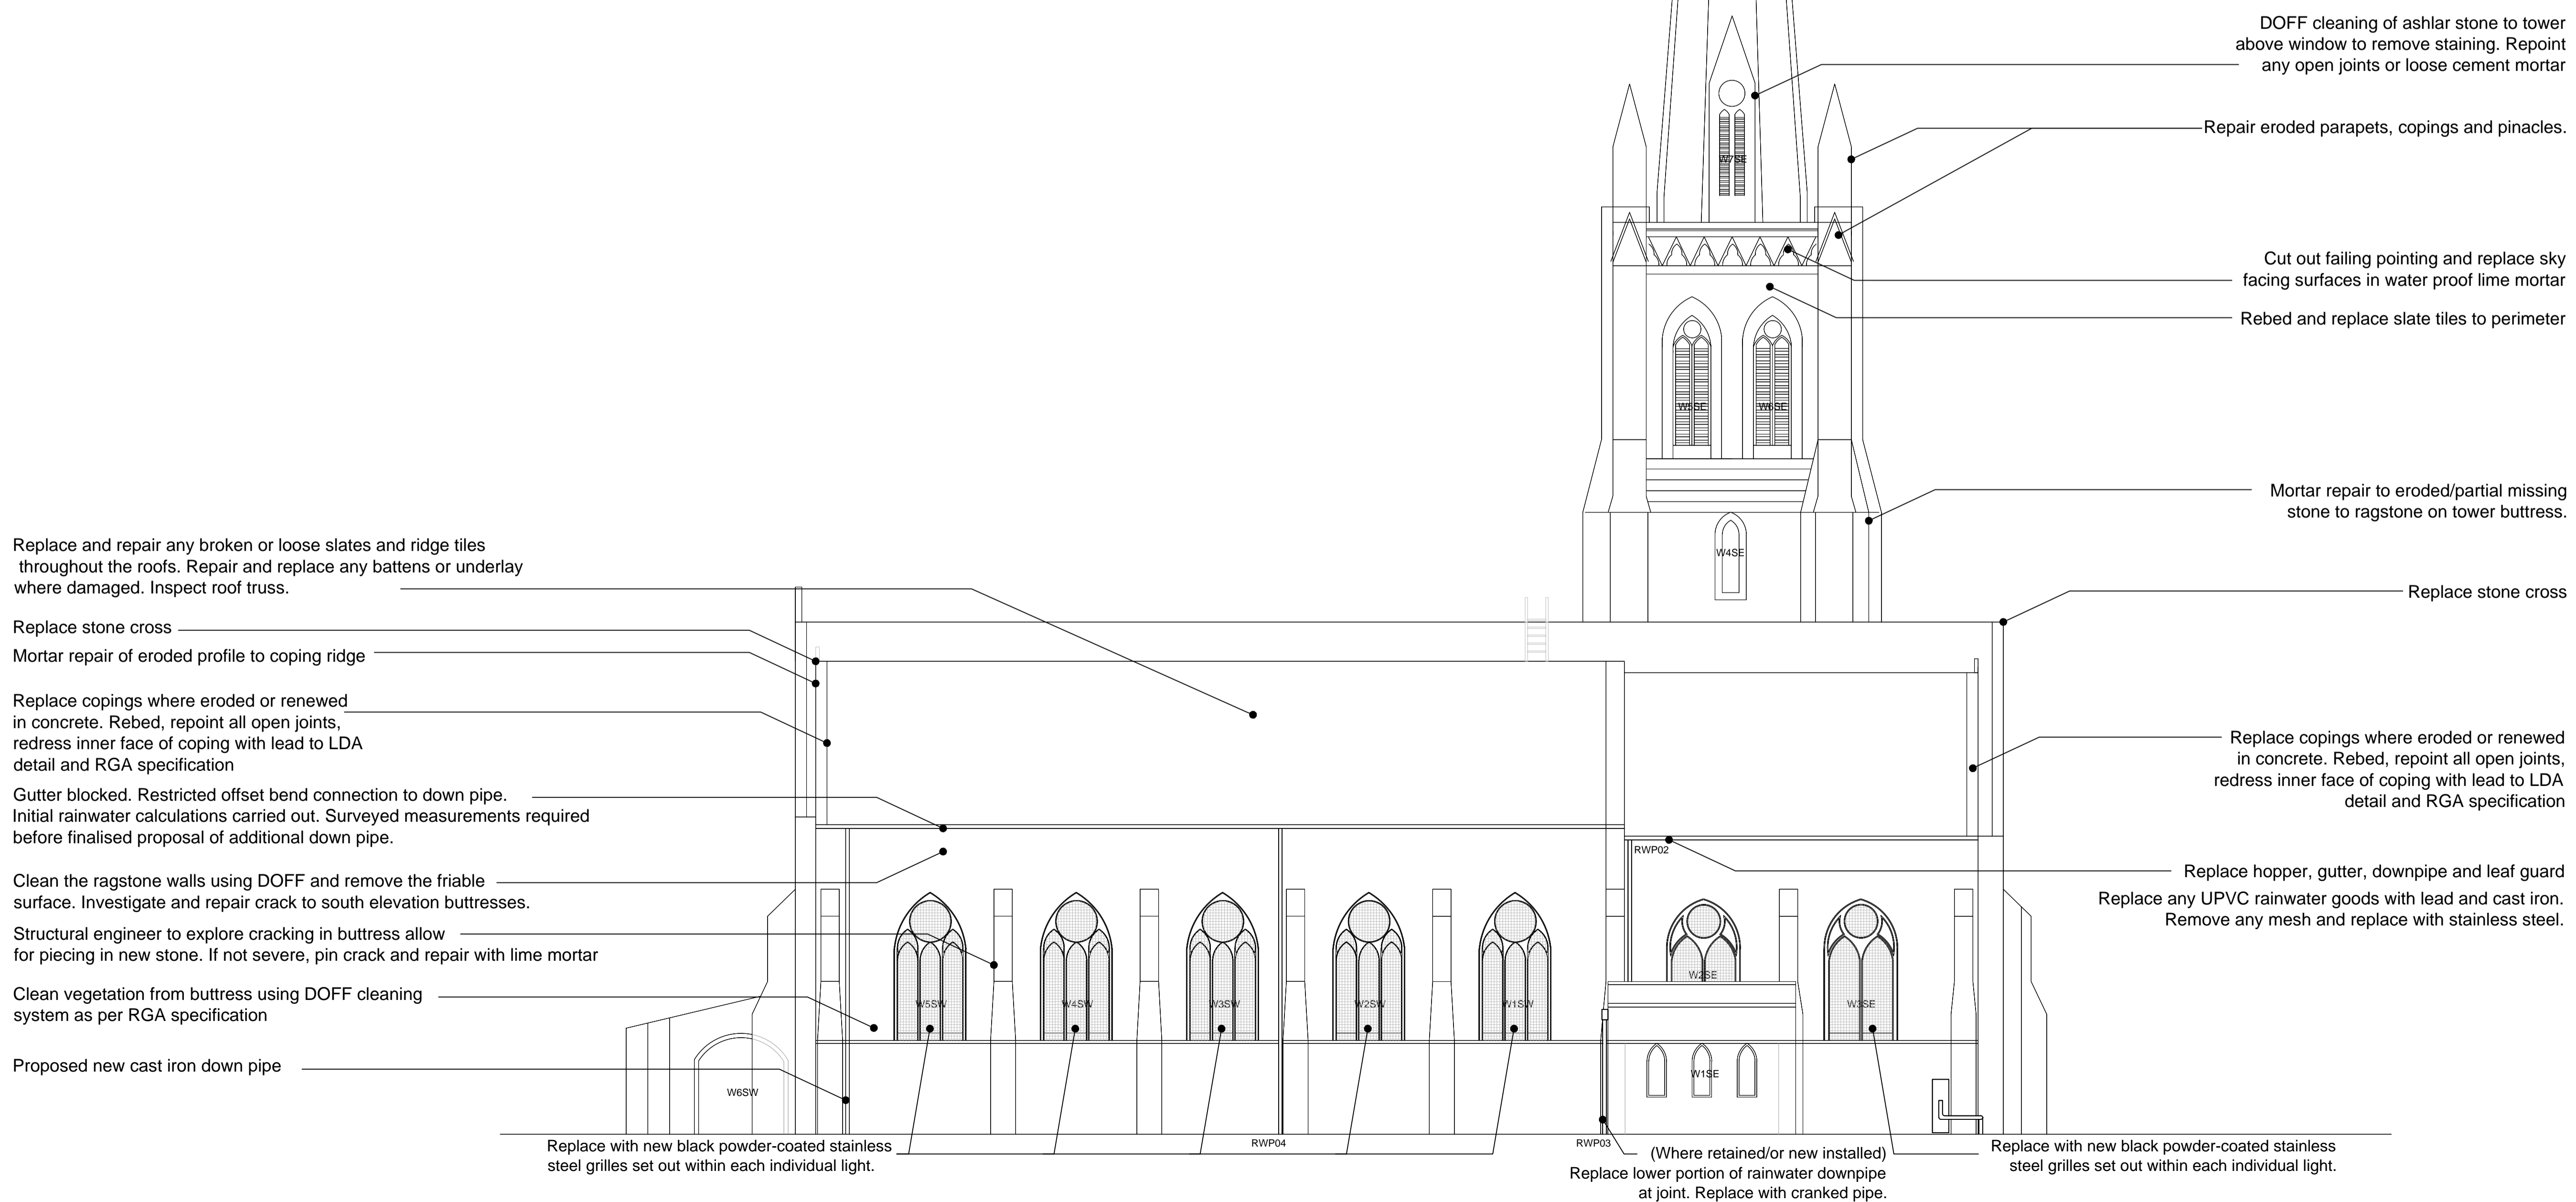 DOFF cleaning of ashlar stone to tower
above window to remove staining. Repoint
any open joints or loose cement mortar
Repair eroded parapets, copings and pinacles.
W7SE
Cut out failing pointing and replace sky
facing surfaces in water proof lime mortar
Rebed and replace slate tiles to perimeter
W5SE
W6SE
Mortar repair to eroded/partial missing
stone to ragstone on tower buttress.
W4SE
Replace stone cross
Replace and repair any broken or loose slates and ridge tiles
throughout the roofs. Repair and replace any battens or underlay
where damaged. Inspect roof truss.
Replace stone cross
Mortar repair of eroded profile to coping ridge
Replace copings where eroded or renewed
in concrete. Rebed, repoint all open joints,
redress inner face of coping with lead to LDA
detail and RGA specification
Gutter blocked. Restricted offset bend connection to down pipe.
Initial rainwater calculations carried out. Surveyed measurements required
before finalised proposal of additional down pipe.
Clean the ragstone walls using DOFF and remove the friable
surface. Investigate and repair crack to south elevation buttresses.
Structural engineer to explore cracking in buttress allow
for piecing in new stone. If not severe, pin crack and repair with lime mortar
Clean vegetation from buttress using DOFF cleaning
system as per RGA specification
Proposed new cast iron down pipe
Replace copings where eroded or renewed
in concrete. Rebed, repoint all open joints,
redress inner face of coping with lead to LDA
detail and RGA specification
RWP02
Replace hopper, gutter, downpipe and leaf guard
Replace any UPVC rainwater goods with lead and cast iron.
Remove any mesh and replace with stainless steel.
W2SE
W5SW
W4SW
W3SW
W2SW
W1SW
W3SE
W1SE
W6SW
RWP04
RWP03
Replace with new black powder-coated stainless
steel grilles set out within each individual light.
(Where retained/or new installed)
Replace lower portion of rainwater downpipe
at joint. Replace with cranked pipe.
Replace with new black powder-coated stainless
steel grilles set out within each individual light.